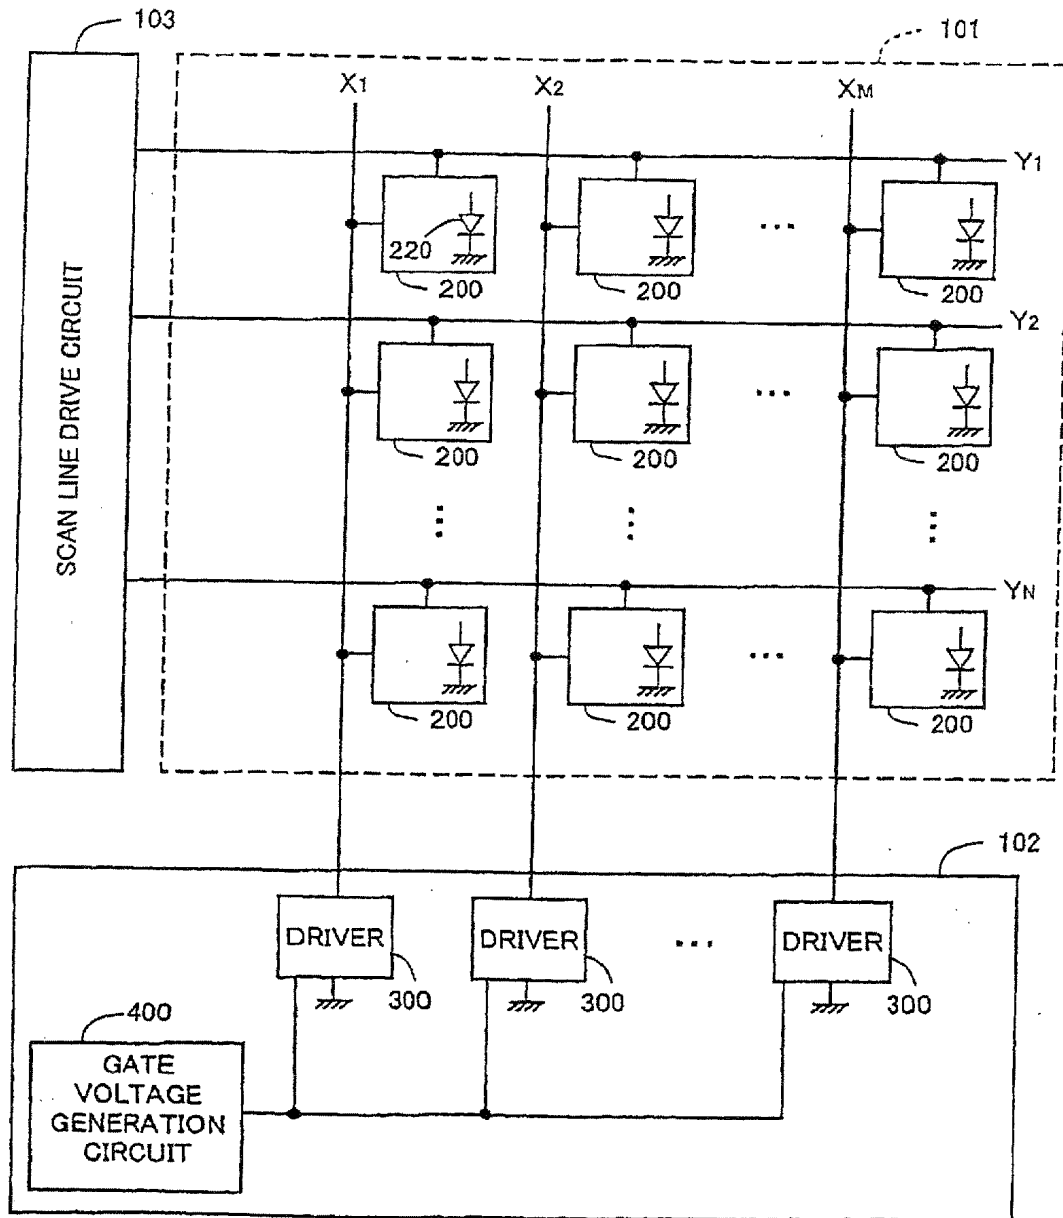 103
101
X1 X2 XM
Y1
220
200 200 200
Y2
200 200 200
...
SCAN LINE DRIVE CIRCUIT
YN
200 200 200
102
DRIVER DRIVER ... DRIVER
300 300 300
400
GATE
VOLTAGE
GENERATION
CIRCUIT